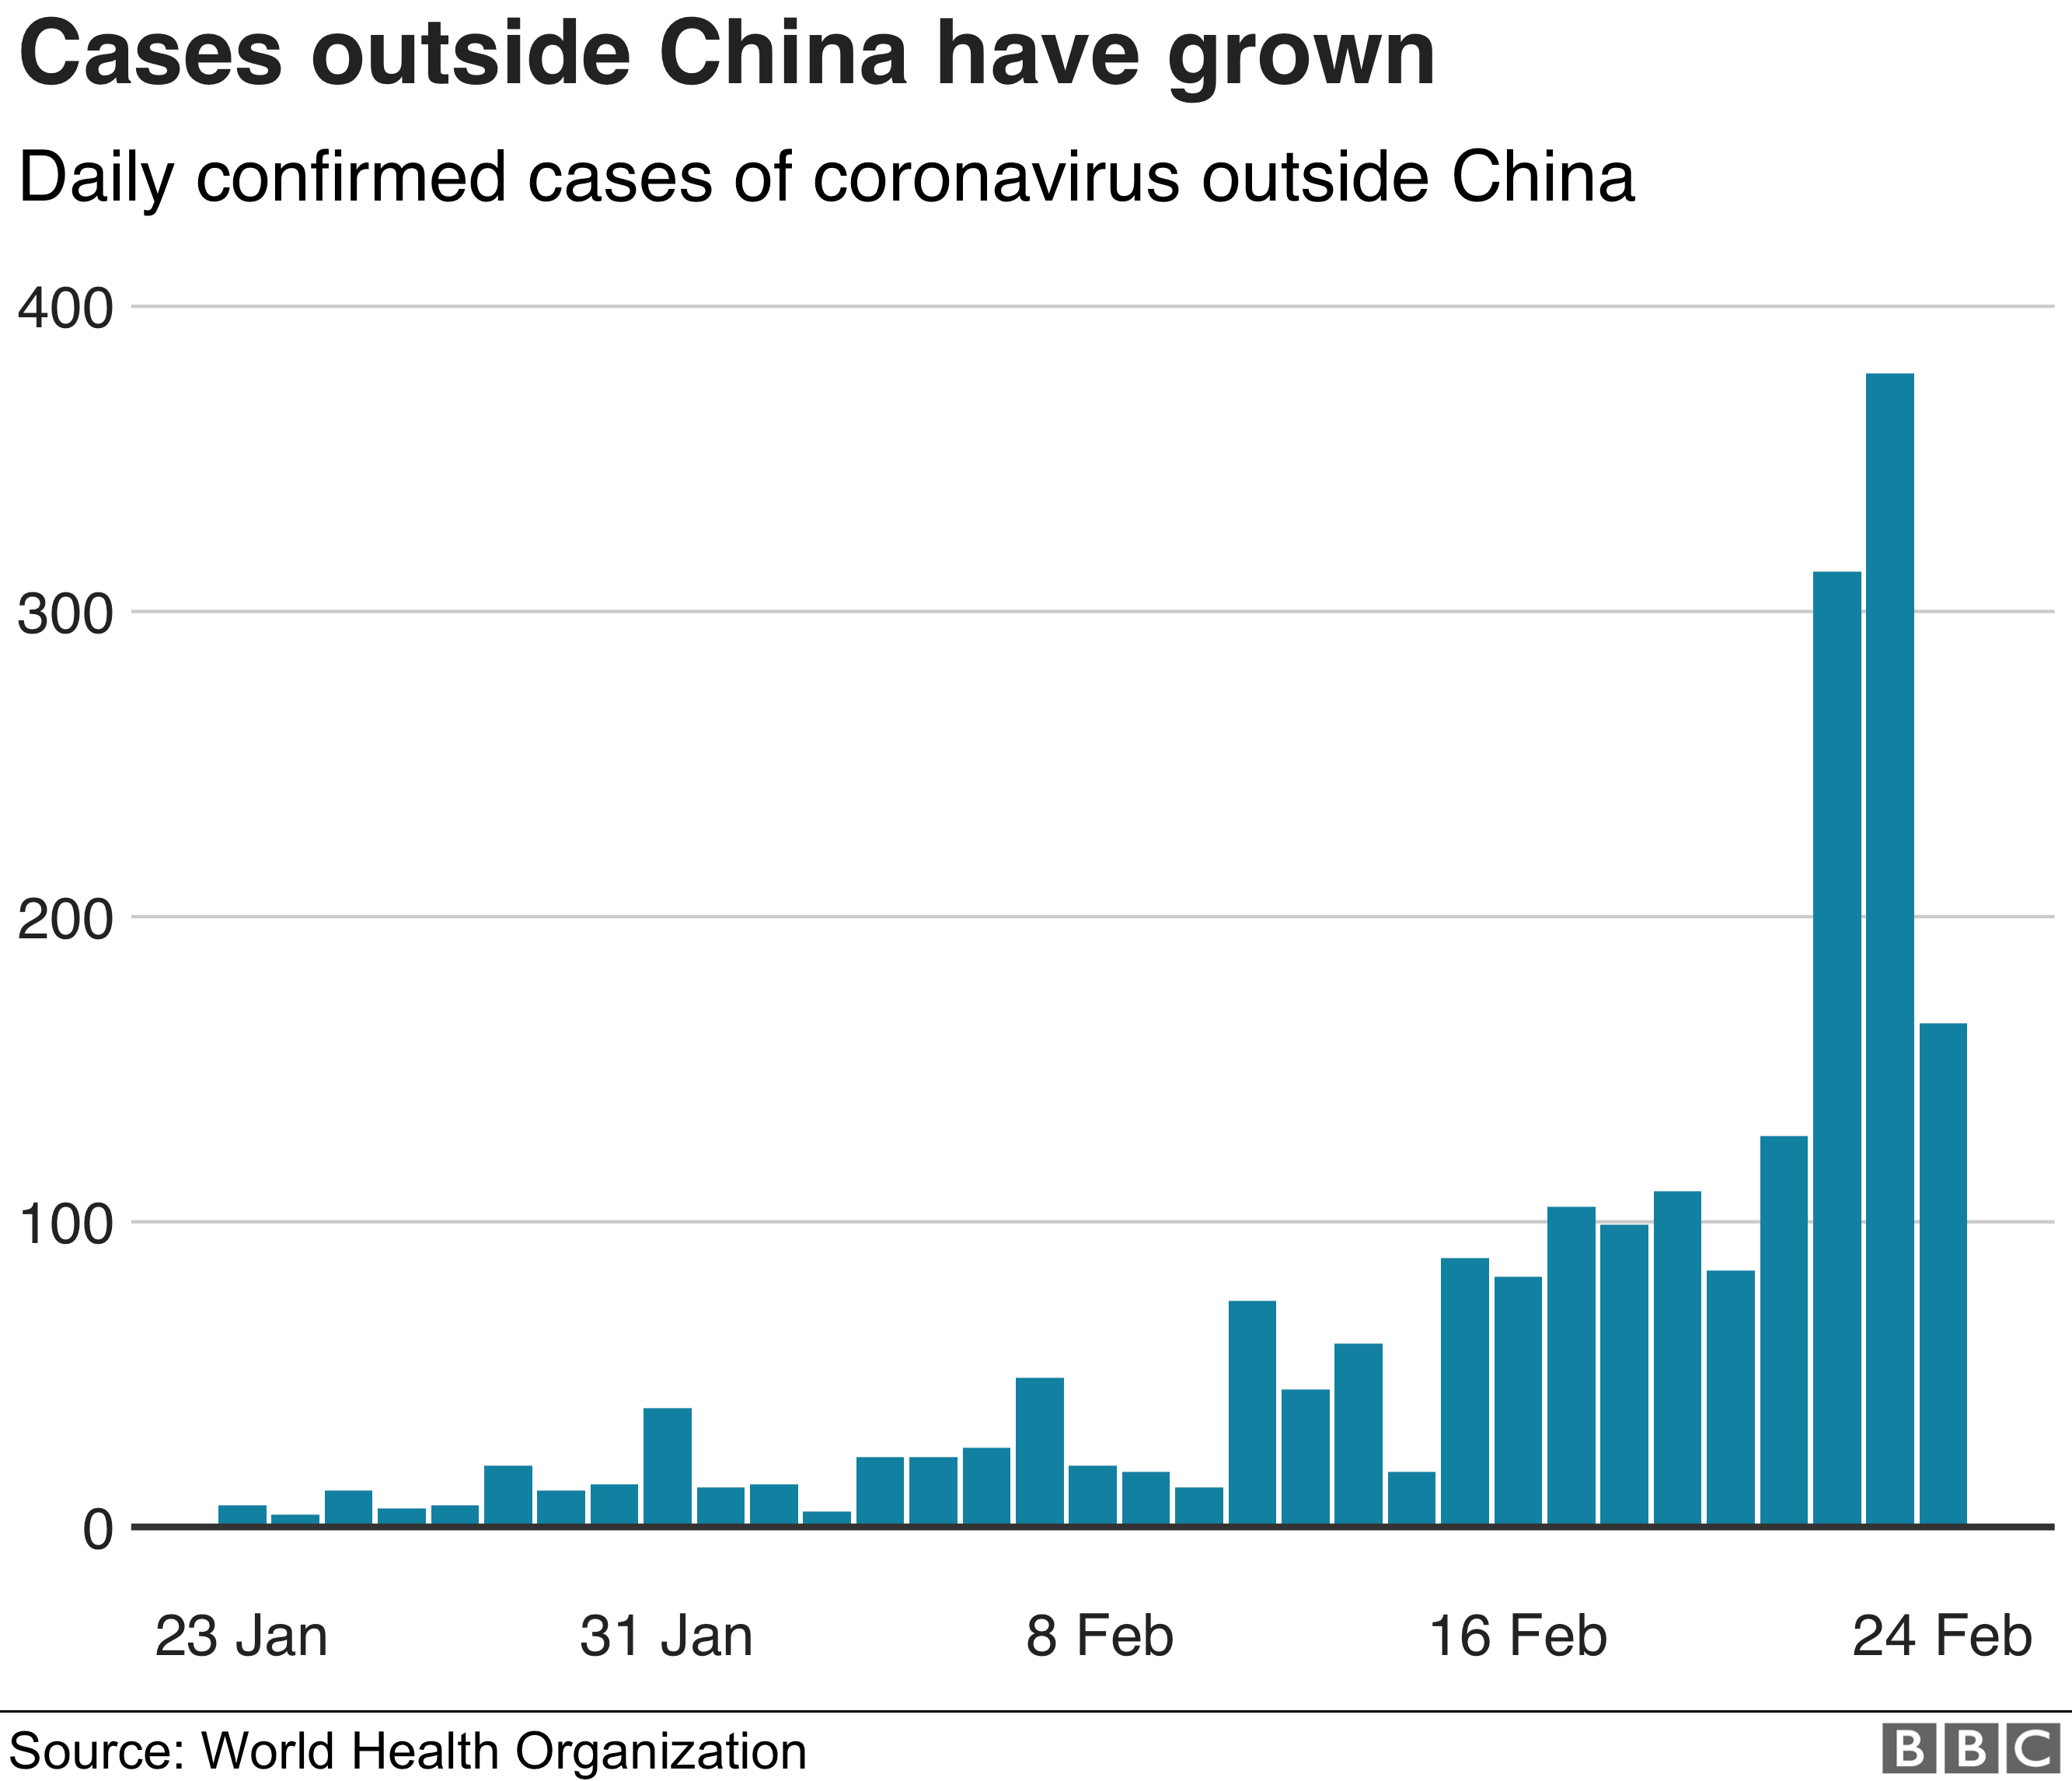 Cases outside China have grown
Daily confirmed cases of coronavirus outside China
400
300
200
100
0
23 Jan 31 Jan 8 Feb 16 Feb 24 Feb
Source: World Health Organization BBC